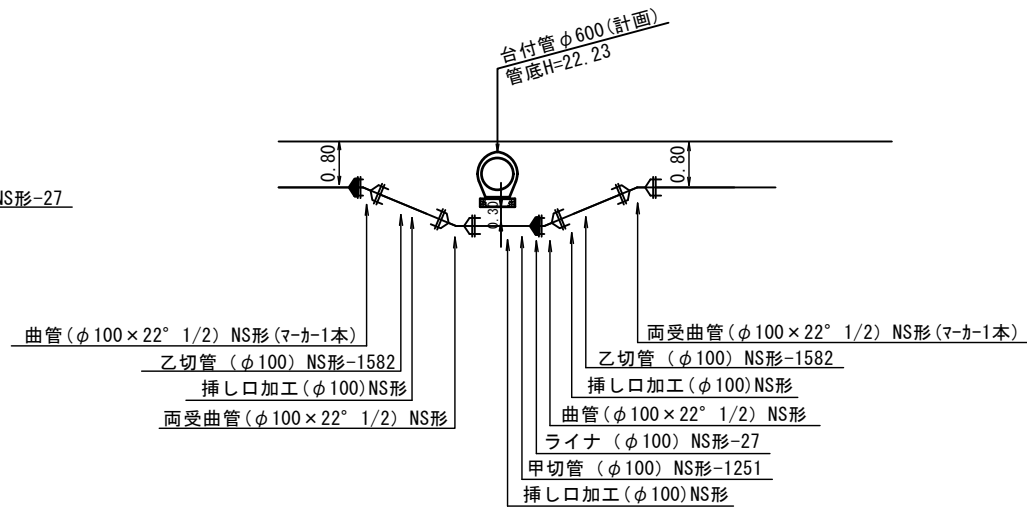 台付管φ600(計画)
管底H=22.23
0.80
0.80
0.30
NS形-27
曲管(φ100×22° 1/2) NS形(マーカー1本)
乙切管 (φ100) NS形-1582
挿し口加工(φ100)NS形
両受曲管(φ100×22° 1/2) NS形
両受曲管(φ100×22° 1/2) NS形(マーカー1本)
乙切管 (φ100) NS形-1582
挿し口加工(φ100)NS形
曲管(φ100×22° 1/2) NS形
ライナ (φ100) NS形-27
甲切管 (φ100) NS形-1251
挿し口加工(φ100)NS形